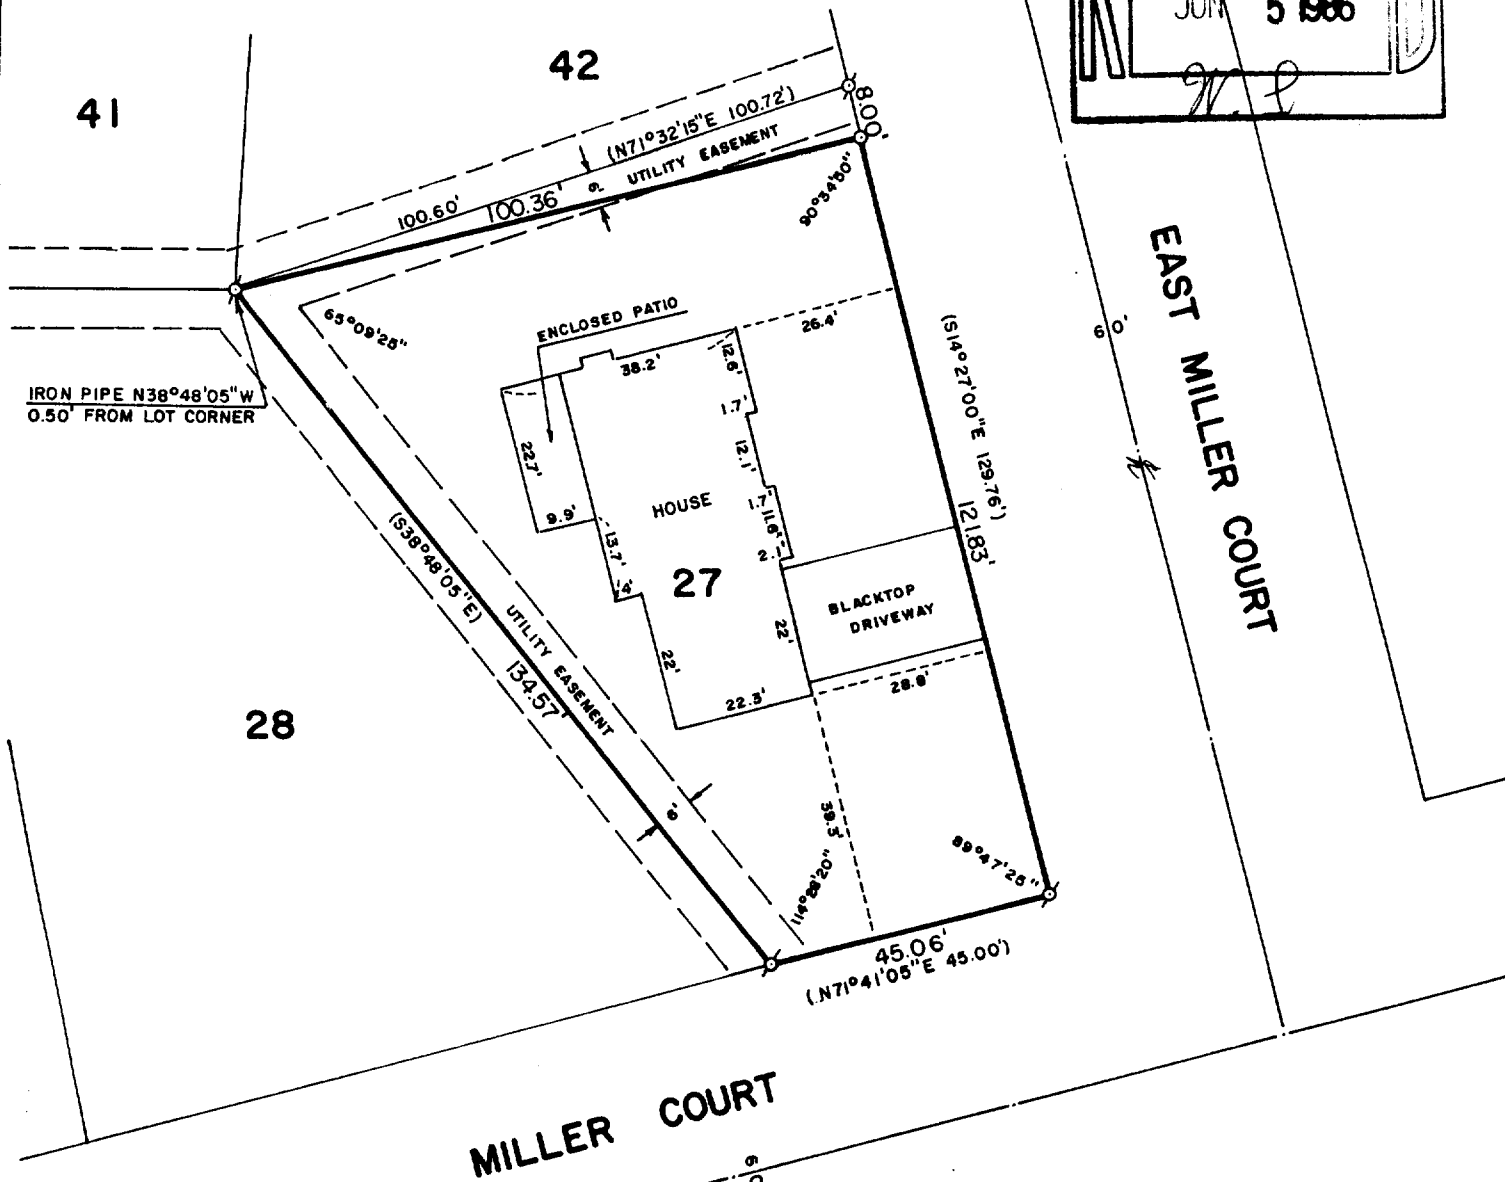 JUN 5 1986
41
42
(N71°32'15"E 100.72')
8.00'
UTILITY EASEMENT
6'
100.60'
100.36'
90°34'50"
65°09'25"
IRON PIPE N38°48'05"W
0.50' FROM LOT CORNER
ENCLOSED PATIO
38.2'
12.6'
26.4'
1.7'
12.1'
22.7'
9.9'
HOUSE
1.7'
11.6'
2.
13.7'
4'
27
BLACKTOP
DRIVEWAY
22'
22'
22.3'
28.8'
39.3'
(S14°27'00"E 129.76')
121.83'
EAST MILLER COURT
60'
(S38°48'05"E)
134.57'
UTILITY EASEMENT
6'
28
114°28'20"
89°47'25"
45.06'
(N71°41'05"E 45.00')
MILLER COURT